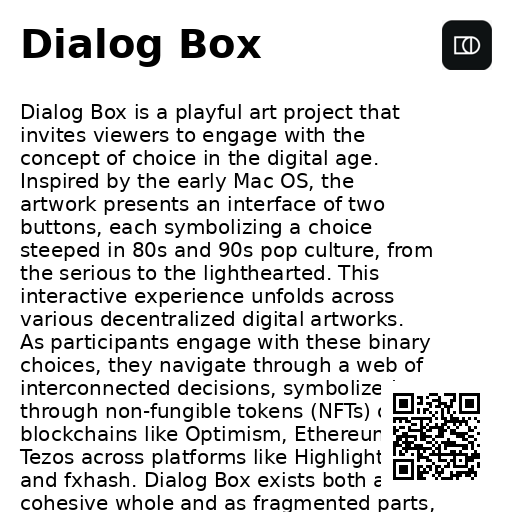 Dialog Box
Dialog Box is a playful art project that
invites viewers to engage with the
concept of choice in the digital age.
Inspired by the early Mac OS, the
artwork presents an interface of two
buttons, each symbolizing a choice
steeped in 80s and 90s pop culture, from
the serious to the lighthearted. This
interactive experience unfolds across
various decentralized digital artworks.
As participants engage with these binary
choices, they navigate through a web of
interconnected decisions, symbolize
through non-fungible tokens (NFTs)
blockchains like Optimism, Ethereu
Tezos across platforms like Highlight
and fxhash. Dialog Box exists both a
cohesive whole and as fragmented parts,